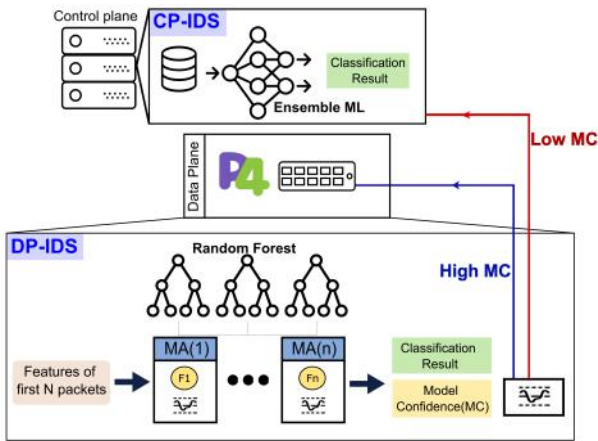 Control plane
CP-IDS
Classification
Result
Ensemble ML
Low MC
Data Plane
P4
High MC
DP-IDS
Random Forest
MA(1)
MA(n)
F1
Fn
Features of
first N packets
Classification
Result
Model
Confidence(MC)